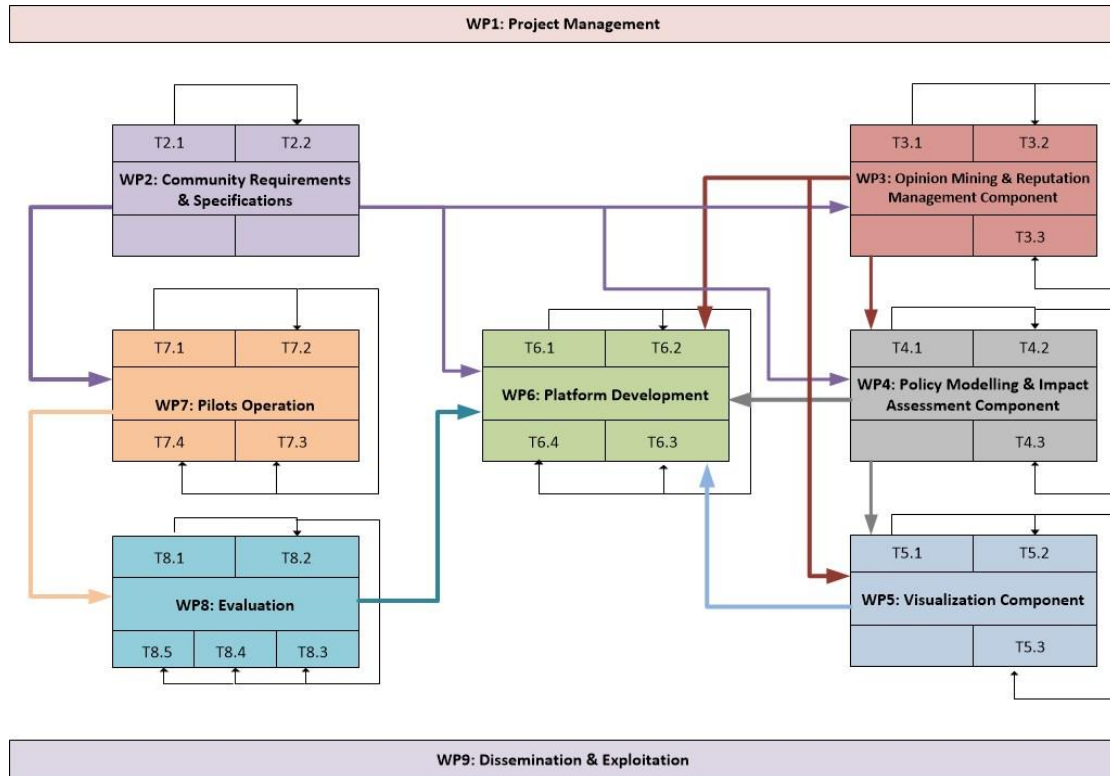 WP1: Project Management
T2.1 T2.2
WP2: Community Requirements
& Specifications
T3.1 T3.2
WP3: Opinion Mining & Reputation
Management Component
T3.3
T7.1 T7.2
WP7: Pilots Operation
T7.4 T7.3
T6.1 T6.2
WP6: Platform Development
T6.4 T6.3
T4.1 T4.2
WP4: Policy Modelling & Impact
Assessment Component
T4.3
T8.1 T8.2
WP8: Evaluation
T8.5 T8.4 T8.3
T5.1 T5.2
WP5: Visualization Component
T5.3
WP9: Dissemination & Exploitation